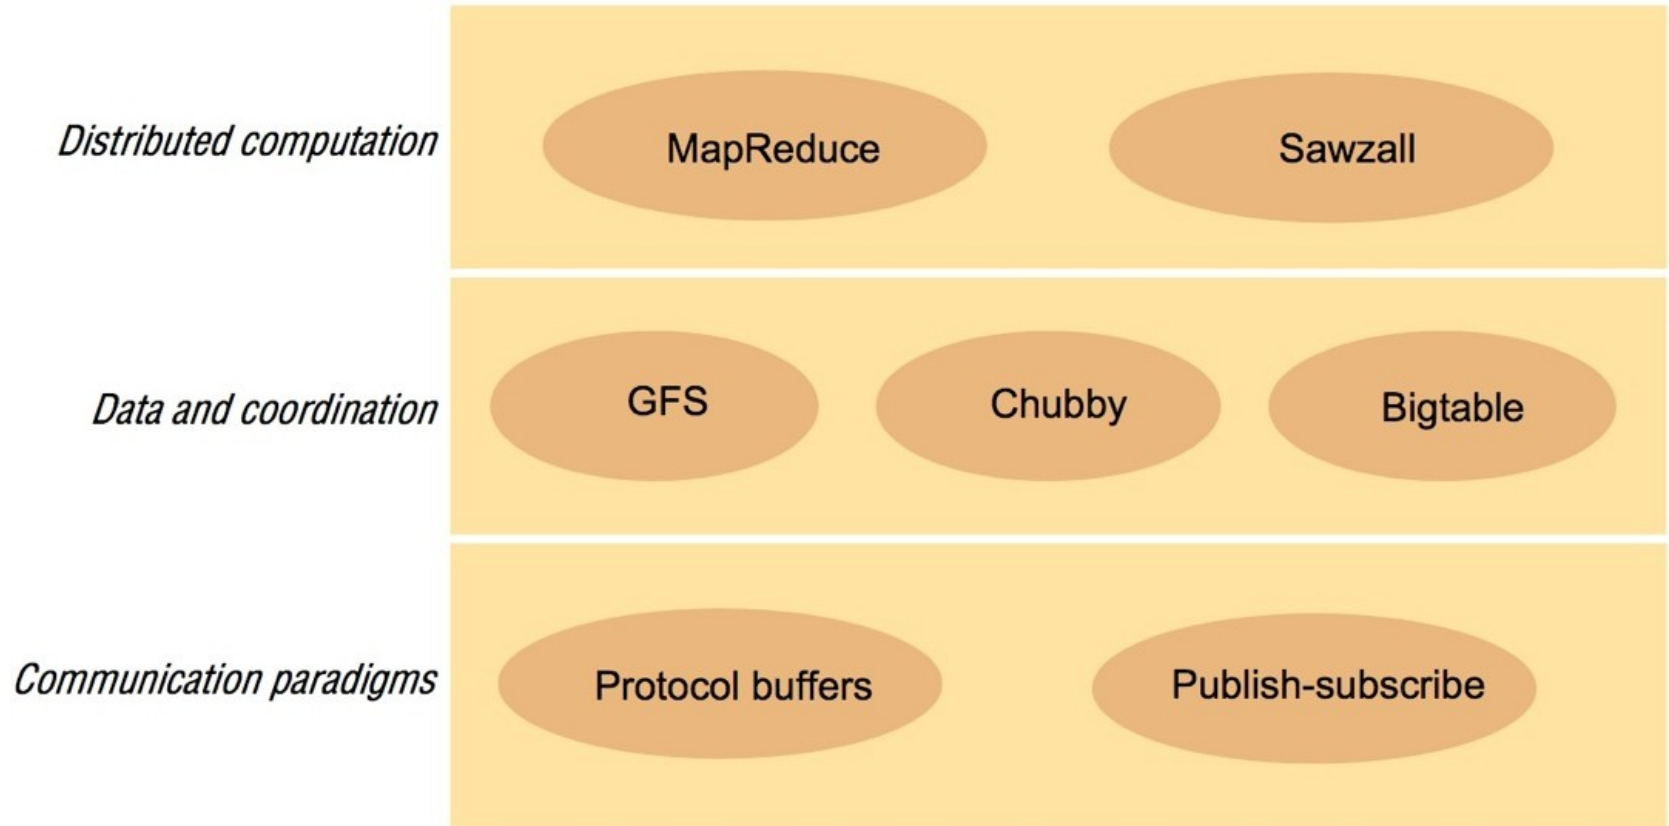 Distributed computation
MapReduce
Sawzall
Data and coordination
GFS
Chubby
Bigtable
Communication paradigms
Protocol buffers
Publish-subscribe